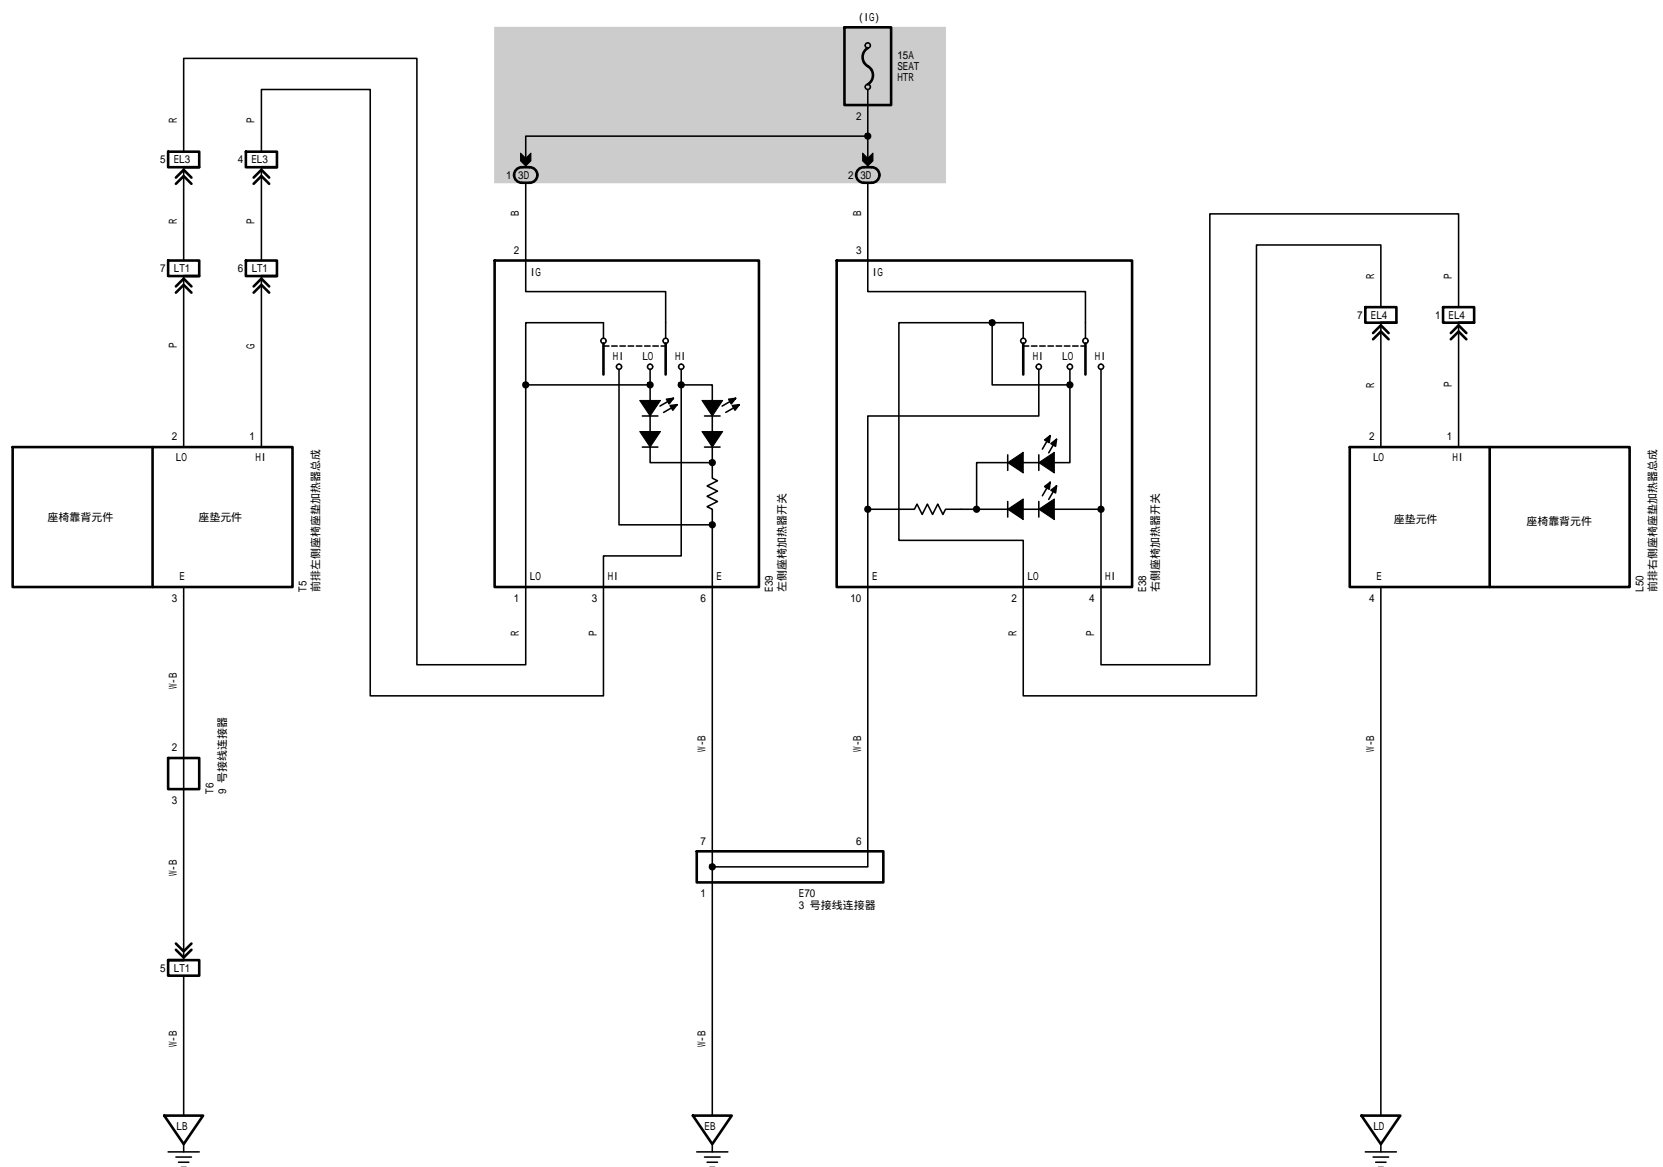 (IG)
15A
SEAT
HTR
2
1 3D
2 3D
R
P
5 EL3
4 EL3
R
P
7 LT1
6 LT1
P
G
2
1
LO
HI
座椅靠背元件
座垫元件
E
3
T5
前排左侧座椅座垫加热器总成
W-B
2
T6
9 号接线连接器
3
W-B
5 LT1
W-B
LB
B
2
IG
HI
LO
HI
LO
HI
E
1
3
6
E39
左侧座椅加热器开关
R
P
W-B
B
3
IG
HI
LO
HI
E
LO
HI
10
2
4
E38
右侧座椅加热器开关
R
P
W-B
7
6
1
E70
3 号接线连接器
W-B
EB
R
P
7 EL4
1 EL4
R
P
2
1
LO
HI
座垫元件
座椅靠背元件
E
4
L50
前排右侧座椅座垫加热器总成
W-B
LD